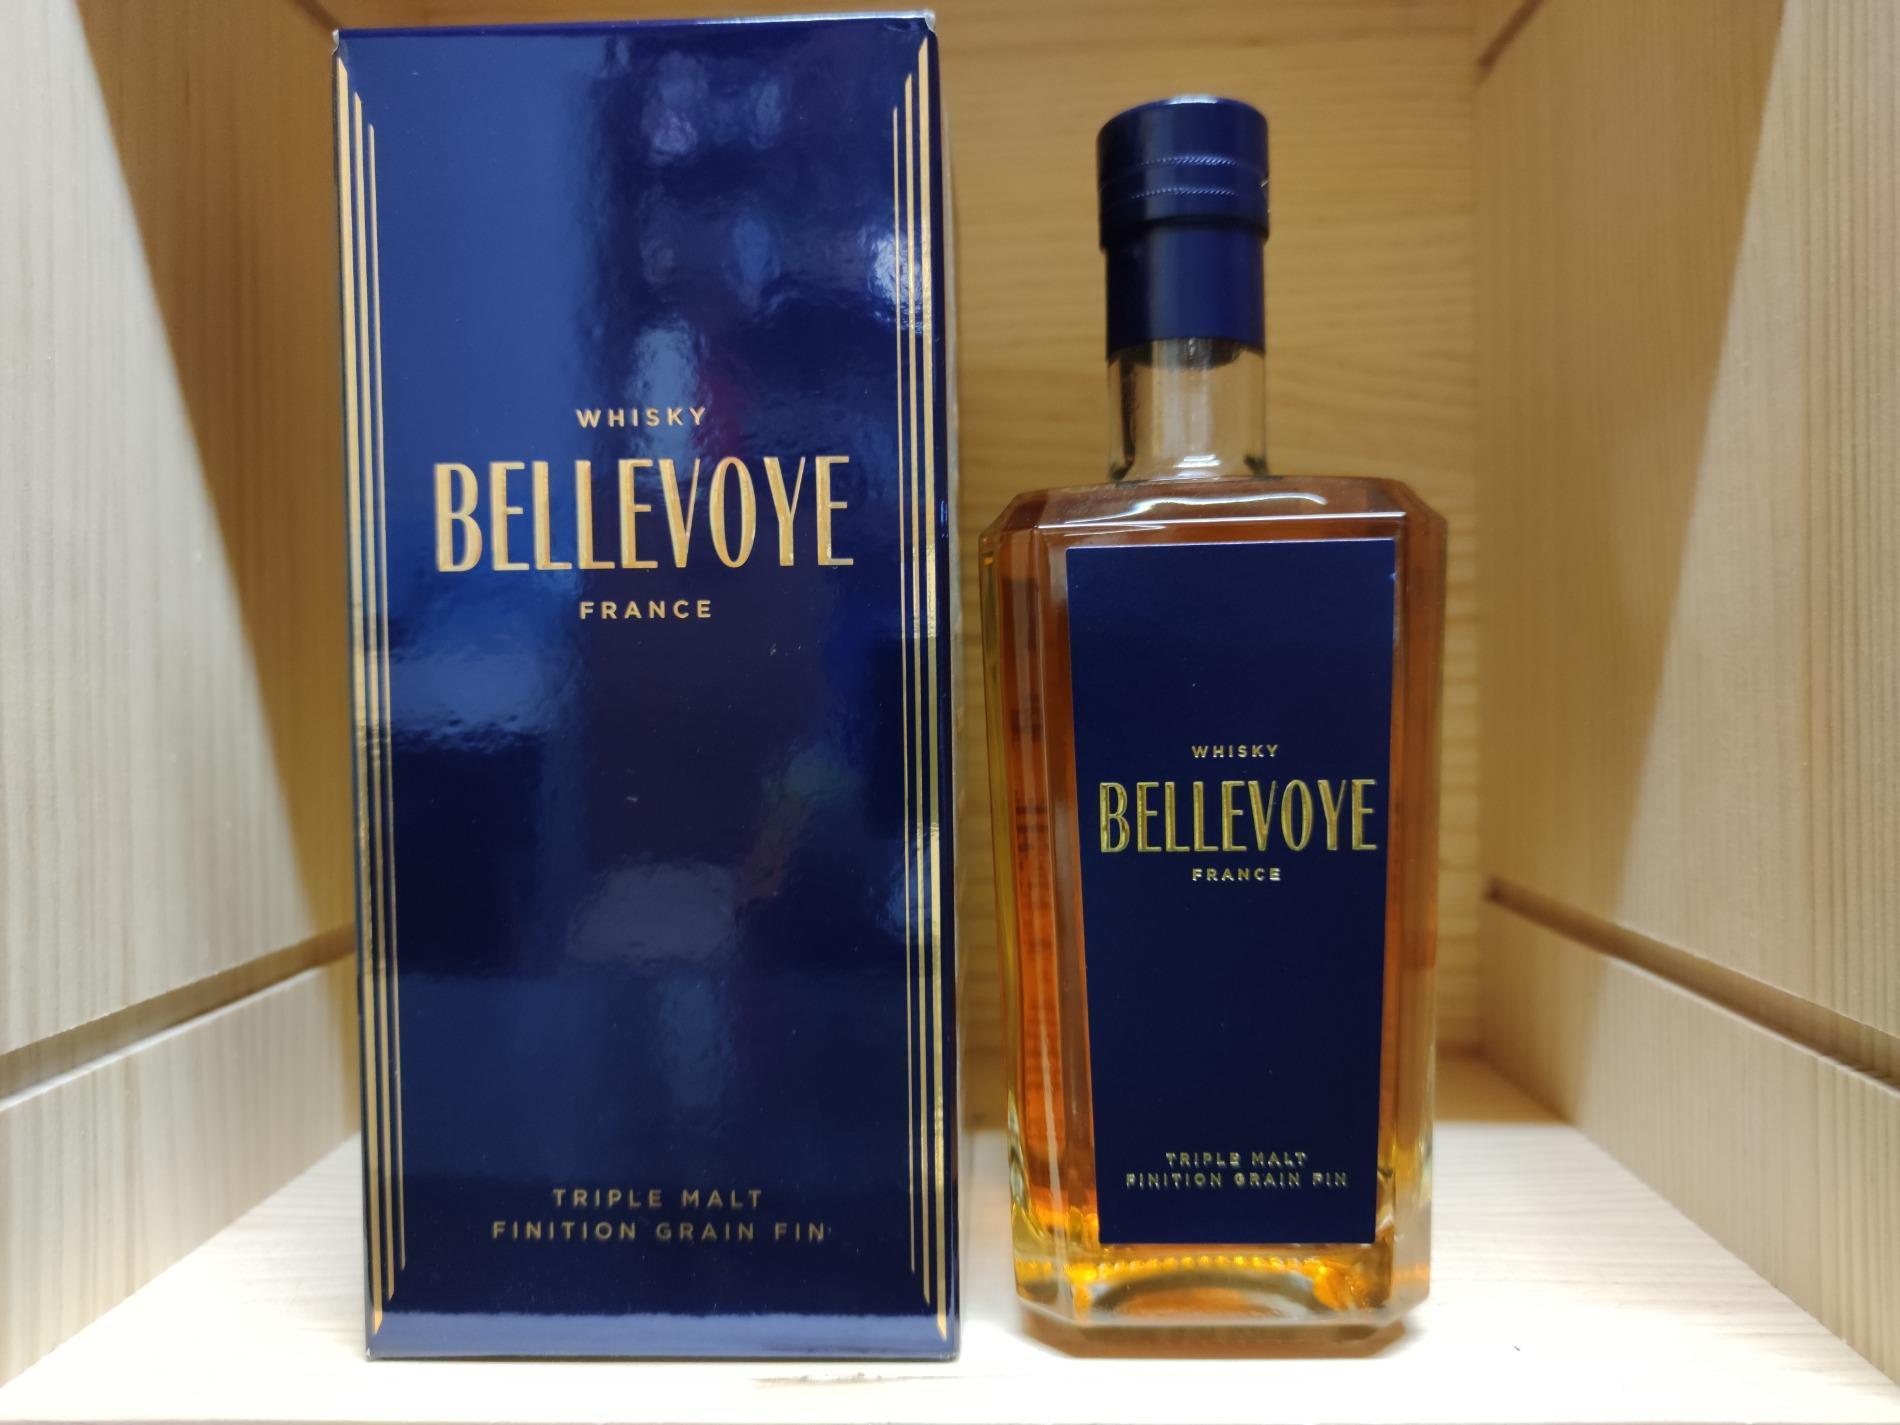 WHISKY
BELLEVOYE
FRANCE
TRIPLE MALT
FINITION GRAIN FIN
WHISKY
BELLEVOYE
FRANCE
TRIPLE MALT
FINITION GRAIN FIN